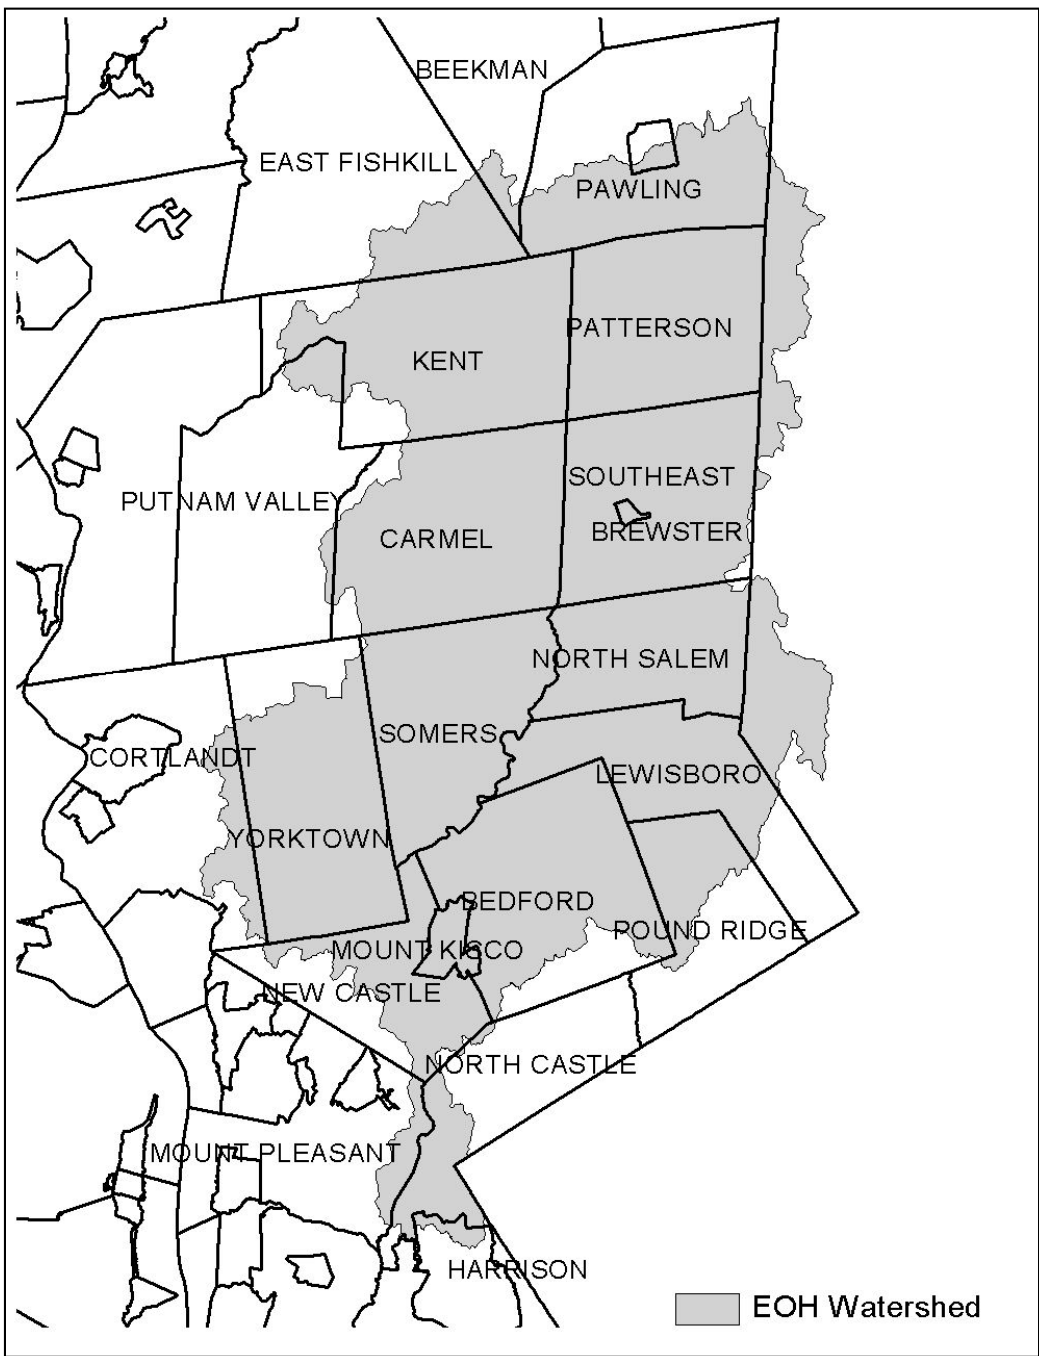 BEEKMAN
EAST FISHKILL
PAWLING
PATTERSON
KENT
SOUTHEAST
PUTNAM VALLEY
BREWSTER
CARMEL
NORTH SALEM
SOMERS
CORTLANDT
LEWISBORO
YORKTOWN
BEDFORD
POUND RIDGE
MOUNT KISCO
NEW CASTLE
NORTH CASTLE
MOUNT PLEASANT
HARRISON
EOH Watershed